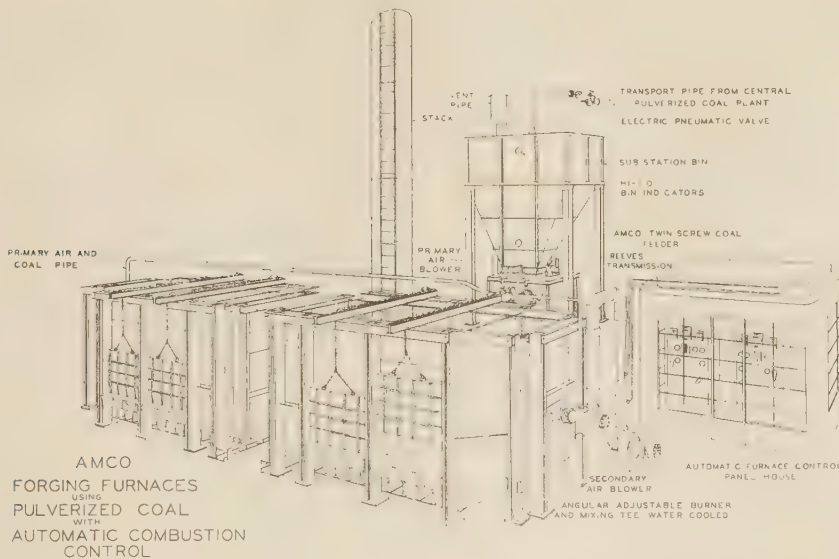 VENT
PIPE
STACK
TRANSPORT PIPE FROM CENTRAL
PULVERIZED COAL PLANT
ELECTRIC PNEUMATIC VALVE
SUB STATION BIN
BIN INDICATORS
AMCO TWIN SCREW COAL
FEEDER
REEVES
TRANSMISSION
PRIMARY
AIR
BLOWER
PRIMARY AIR AND
COAL PIPE
AUTOMATIC FURNACE CONTROL
PANEL HOUSE
SECONDARY
AIR BLOWER
ANGULAR ADJUSTABLE BURNER
AND MIXING TEE WATER COOLED
AMCO
FORGING FURNACES
USING
PULVERIZED COAL
WITH
AUTOMATIC COMBUSTION
CONTROL